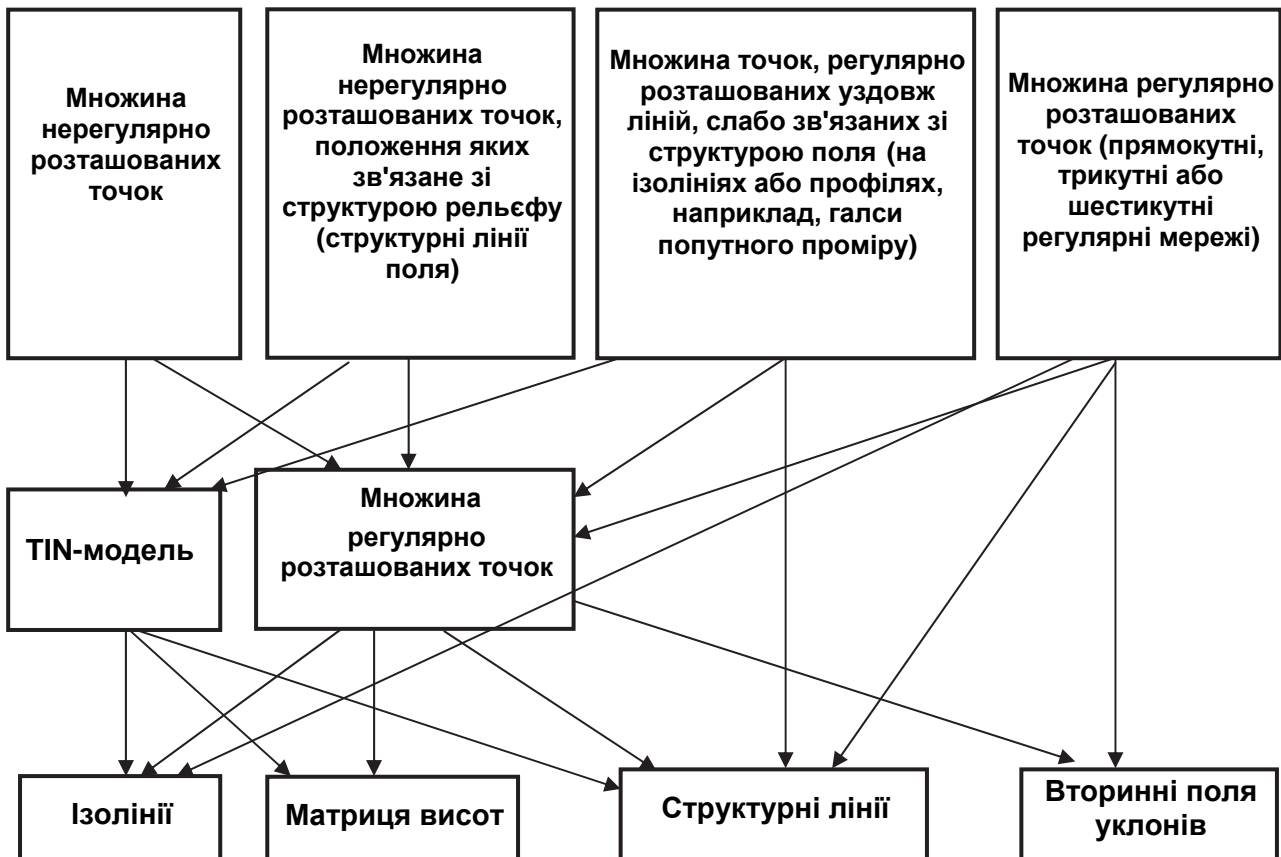 Множина
нерегулярно
розташованих
точок
Множина
нерегулярно
розташованих точок,
положення яких
зв'язане зі
структурою рельєфу
(структурні лінії
поля)
Множина точок, регулярно
розташованих уздовж
ліній, слабо зв'язаних зі
структурою поля (на
ізолініях або профілях,
наприклад, галси
попутного проміру)
Множина регулярно
розташованих
точок (прямокутні,
трикутні або
шестикутні
регулярні мережі)
TIN-модель
Множина
регулярно
розташованих точок
Ізолінії
Матриця висот
Структурні лінії
Вторинні поля
уклонів